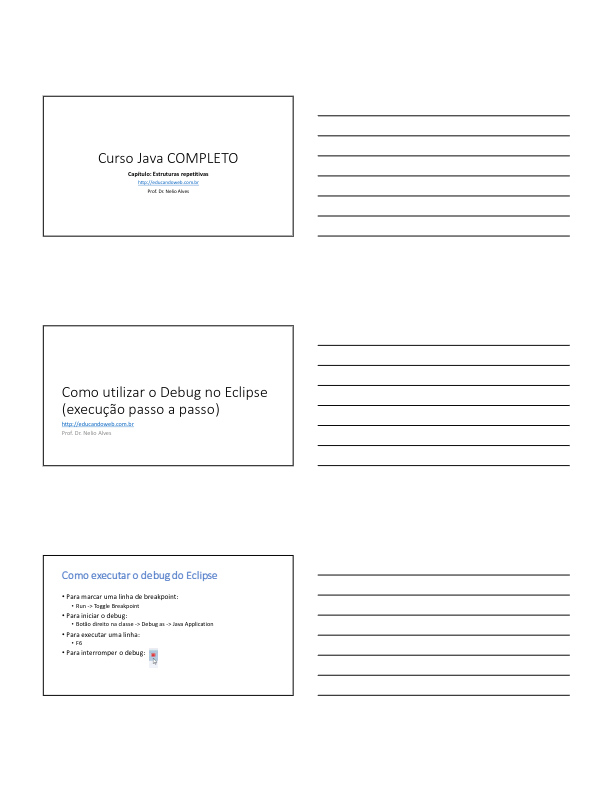 Curso Java COMPLETO
Capítulo: Estruturas repetitivas
http://educandoweb.com.br
Prof. Dr. Nelio Alves
Como utilizar o Debug no Eclipse
(execução passo a passo)
http://educandoweb.com.br
Prof. Dr. Nelio Alves
Como executar o debug do Eclipse
• Para marcar uma linha de breakpoint:
• Run -> Toggle Breakpoint
• Para iniciar o debug:
• Botão direito na classe -> Debug as -> Java Application
• Para executar uma linha:
• F6
• Para interromper o debug: